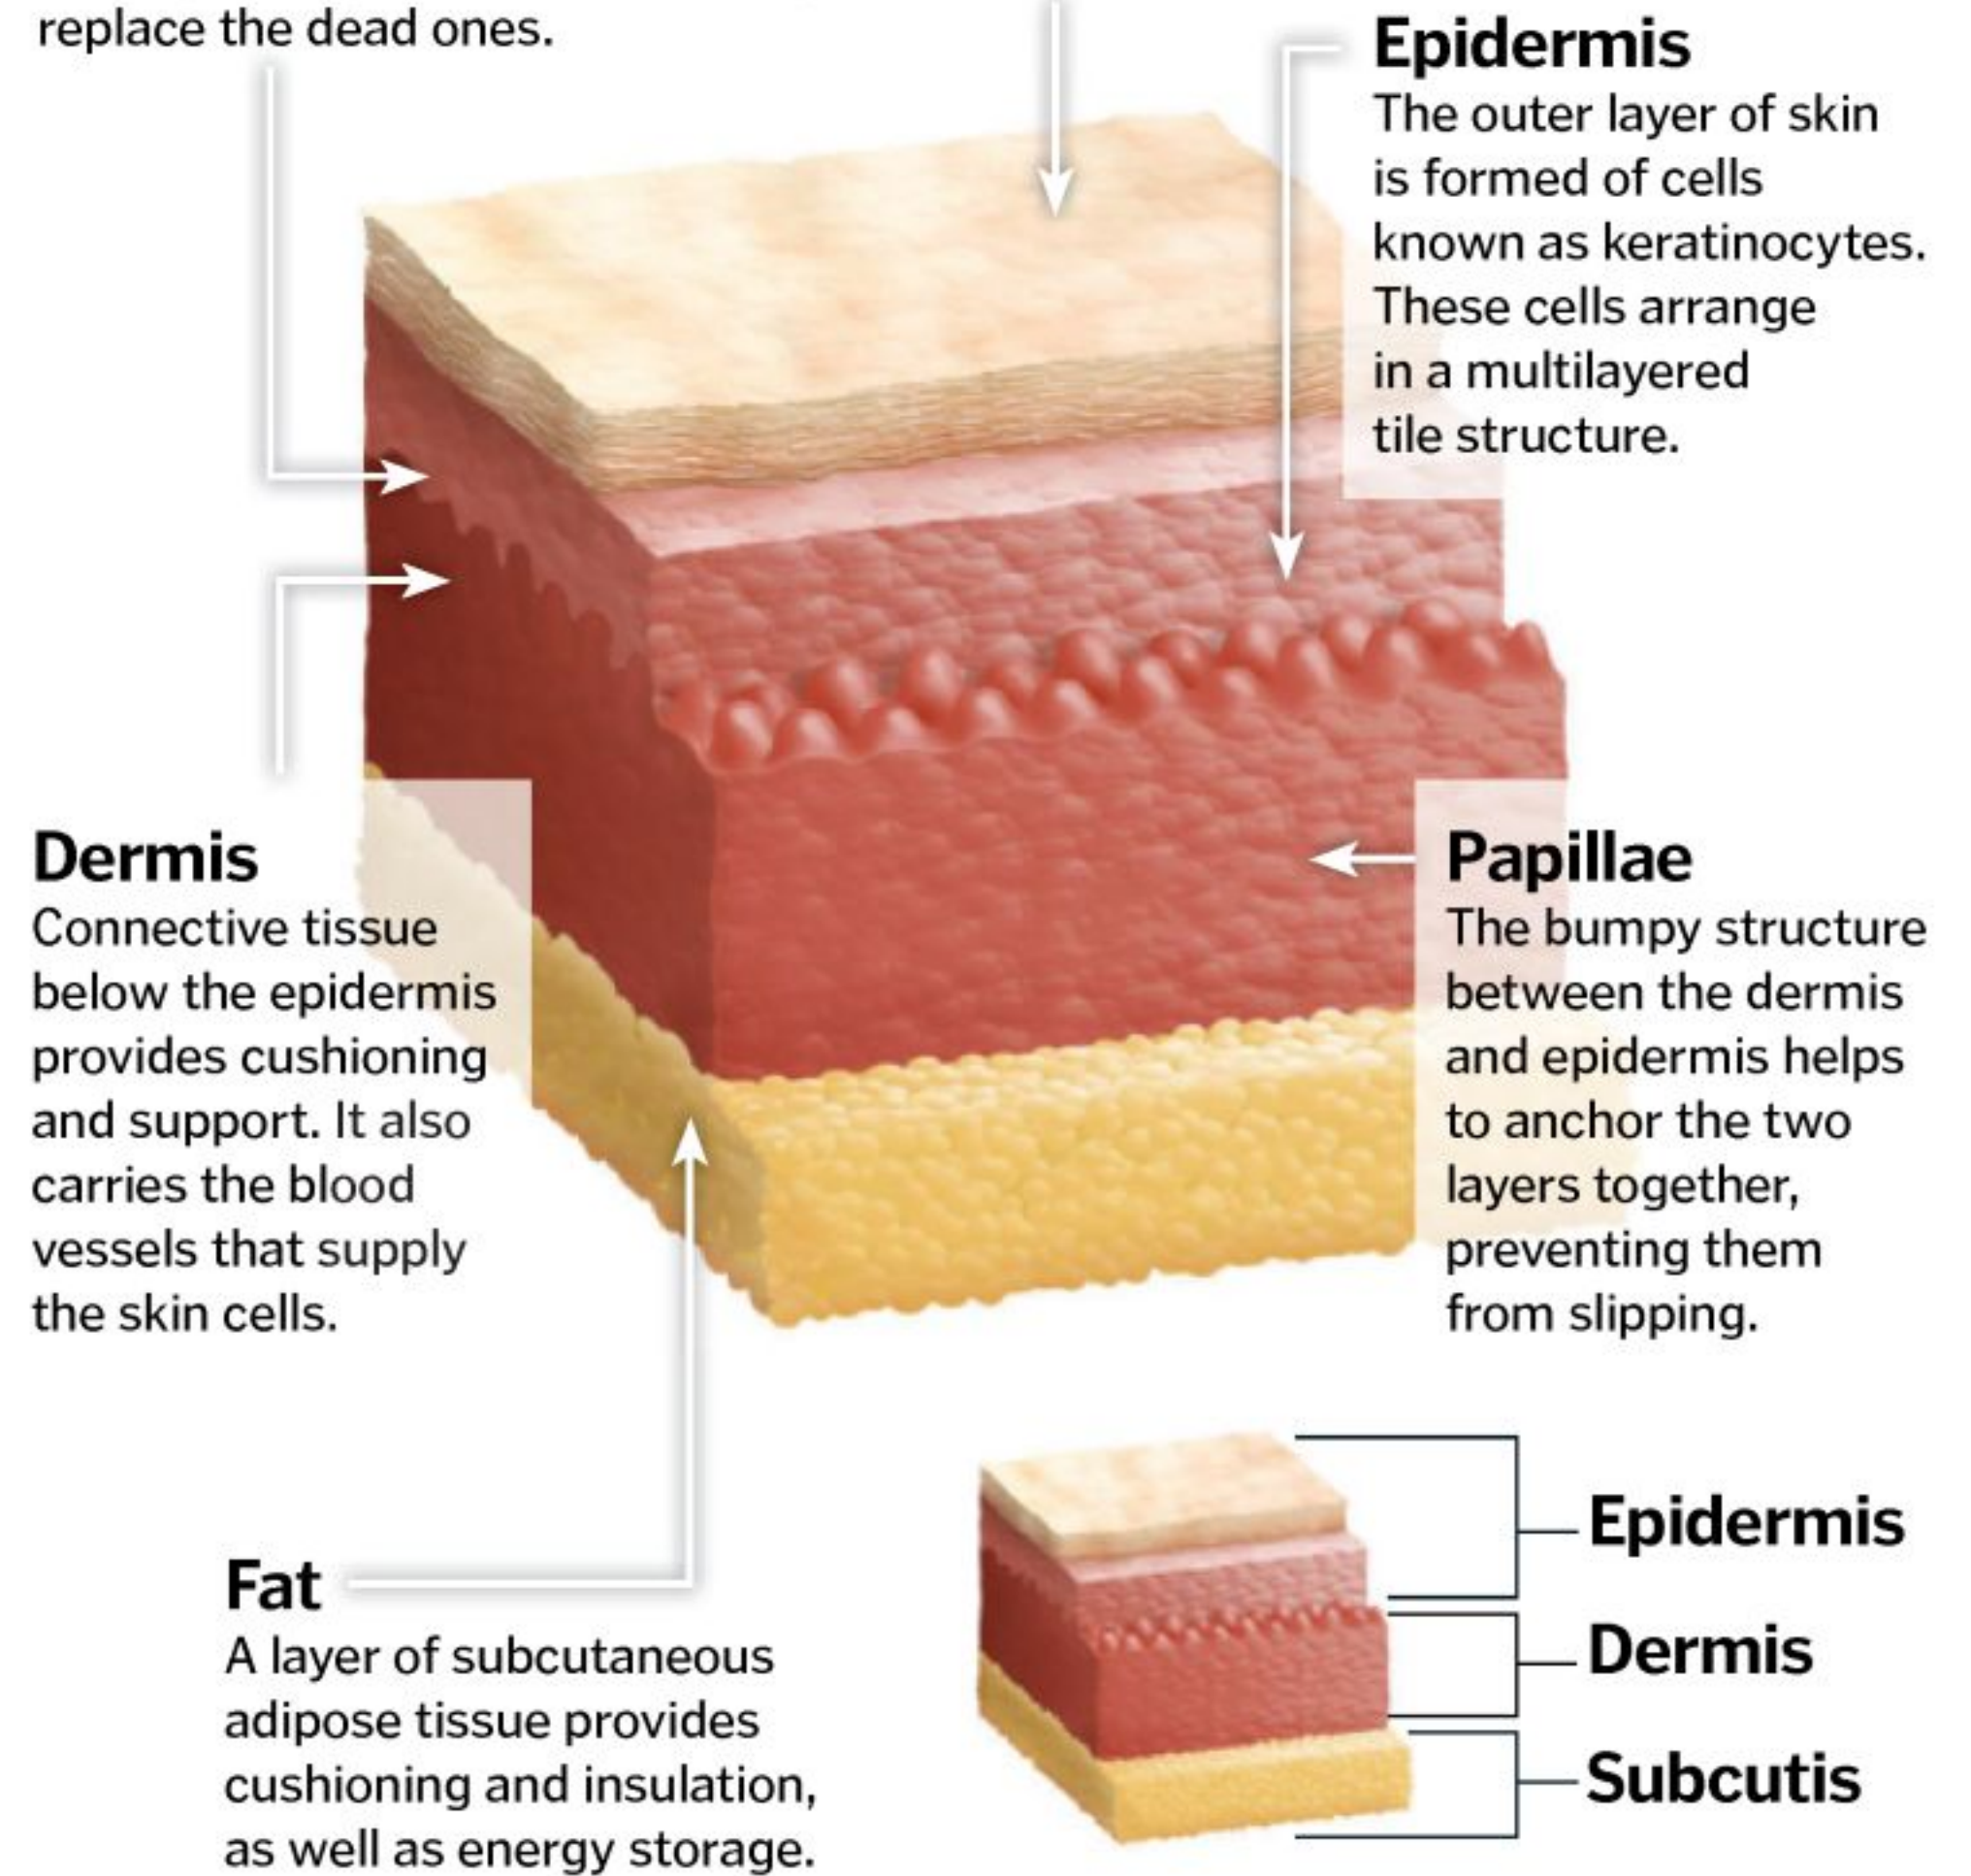 replace the dead ones.
Epidermis
The outer layer of skin
is formed of cells
known as keratinocytes.
These cells arrange
in a multilayered
tile structure.
Dermis
Connective tissue
below the epidermis
provides cushioning
and support. It also
carries the blood
vessels that supply
the skin cells.
Papillae
The bumpy structure
between the dermis
and epidermis helps
to anchor the two
layers together,
preventing them
from slipping.
Fat
A layer of subcutaneous
adipose tissue provides
cushioning and insulation,
as well as energy storage.
Epidermis
Dermis
Subcutis